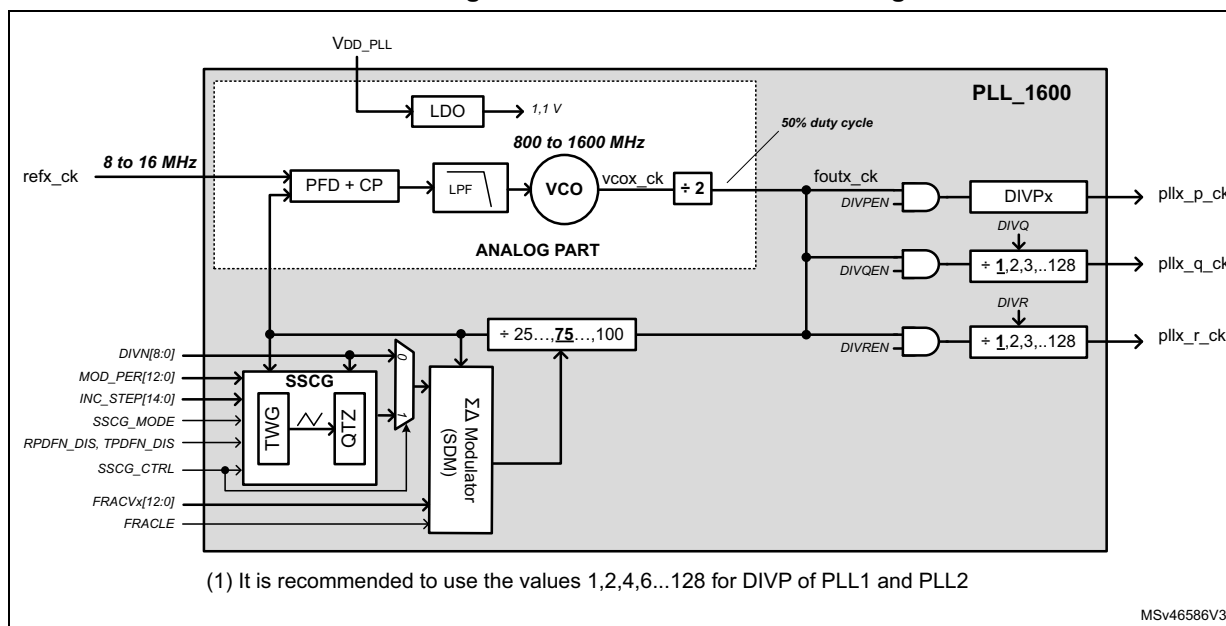 VDD_PLL
PLL_1600
LDO
1,1 V
50% duty cycle
800 to 1600 MHz
8 to 16 MHz
refx_ck
PFD + CP
LPF
VCO
vcox_ck
÷ 2
foutx_ck
DIVPEN
DIVPx
pllx_p_ck
ANALOG PART
DIVQ
DIVQEN
÷ 1,2,3,..128
pllx_q_ck
DIVR
÷ 25...,75...,100
DIVREN
÷ 1,2,3,..128
pllx_r_ck
DIVN[8:0]
0
MOD_PER[12:0]
SSCG
INC_STEP[14:0]
SSCG_MODE
TWG
QTZ
1
ΣΔ Modulator
(SDM)
RPDFN_DIS, TPDFN_DIS
SSCG_CTRL
FRACVx[12:0]
FRACLE
(1) It is recommended to use the values 1,2,4,6...128 for DIVP of PLL1 and PLL2
MSv46586V3